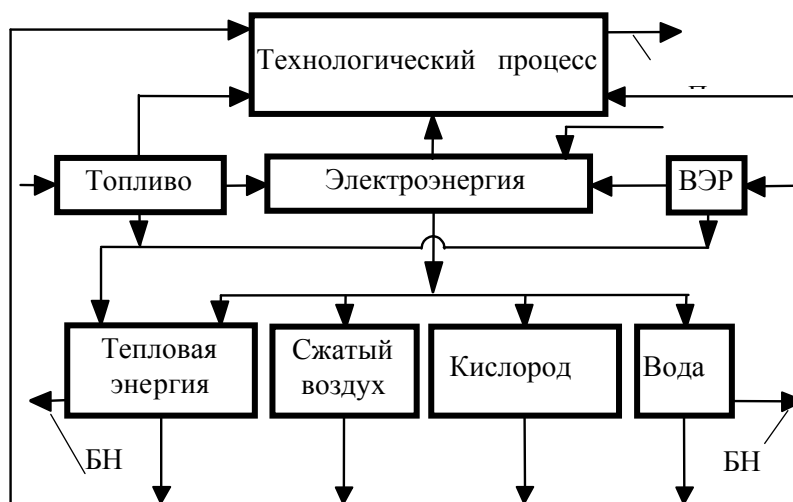 Технологический процесс
Топливо
Электроэнергия
ВЭР
Тепловая
энергия
Сжатый
воздух
Кислород
Вода
БН
БН